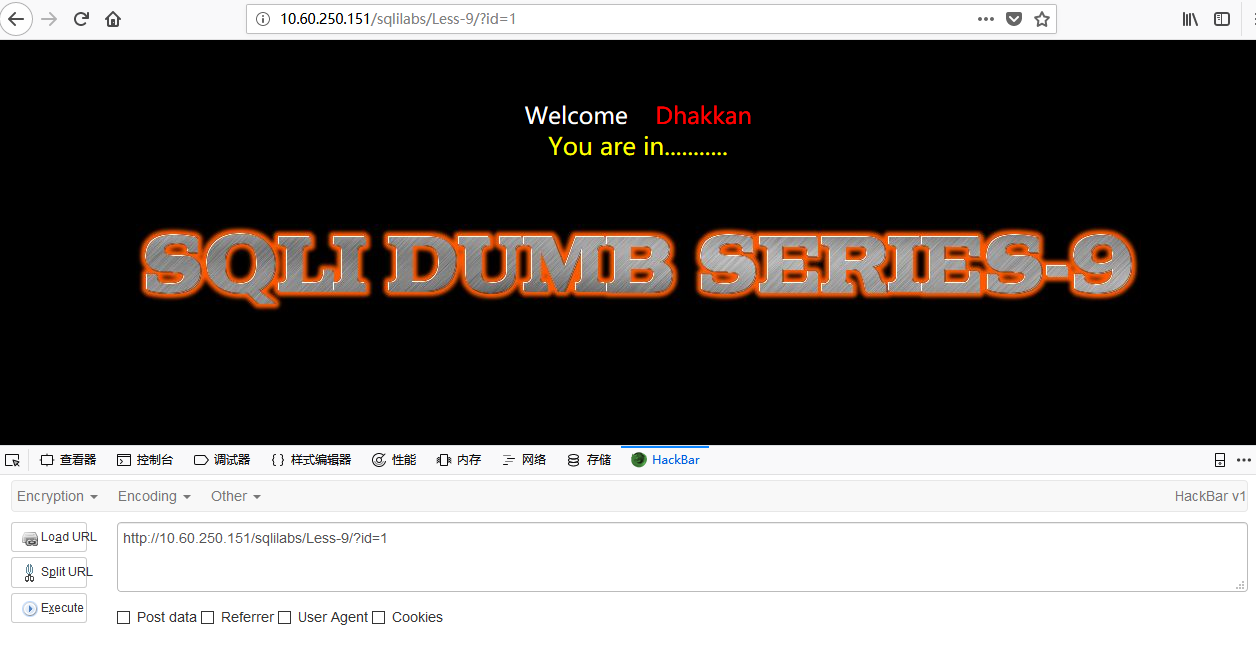 10.60.250.151/sqlilabs/Less-9/?id=1
Welcome Dhakkan
You are in...........
SQLI DUMB SERIES-9
查看器 控制台 调试器 样式编辑器 性能 内存 网络 存储 HackBar
Encryption Encoding Other HackBar v1
Load URL
http://10.60.250.151/sqlilabs/Less-9/?id=1
Split URL
Execute
Post data Referrer User Agent Cookies